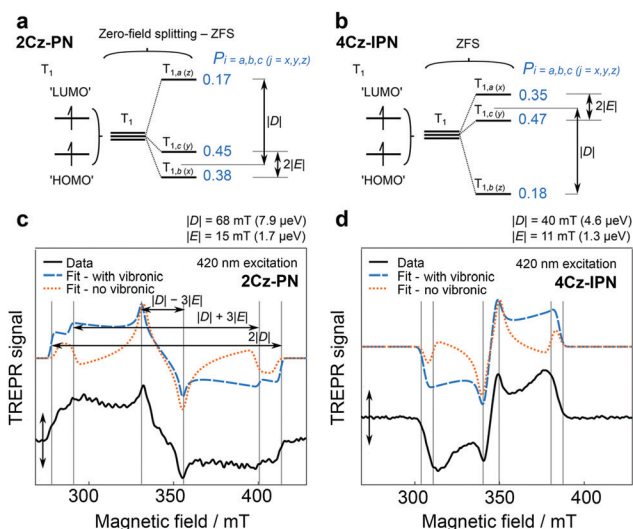 a
Zero-field splitting – ZFS
2Cz-PN
P i = a,b,c ( j = x,y,z)
T1
'LUMO'
'HOMO'
T1
T1,a (z) 0.17
T1,c (y) 0.45
T1,b (x) 0.38
|D|
2|E|
b
ZFS
4Cz-IPN
P i = a,b,c ( j = x,y,z)
T1
'LUMO'
'HOMO'
T1
T1,a (x) 0.35
T1,c (y) 0.47
T1,b (z) 0.18
2|E|
|D|
c
|D| = 68 mT (7.9 µeV)
|E| = 15 mT (1.7 µeV)
Data
Fit - with vibronic
Fit - no vibronic
420 nm excitation
2Cz-PN
|D| − 3|E|
|D| + 3|E|
2|D|
TREPR signal
300 350 400
Magnetic field / mT
d
|D| = 40 mT (4.6 µeV)
|E| = 11 mT (1.3 µeV)
Data
Fit - with vibronic
Fit - no vibronic
420 nm excitation
4Cz-IPN
TREPR signal
300 350 400
Magnetic field / mT